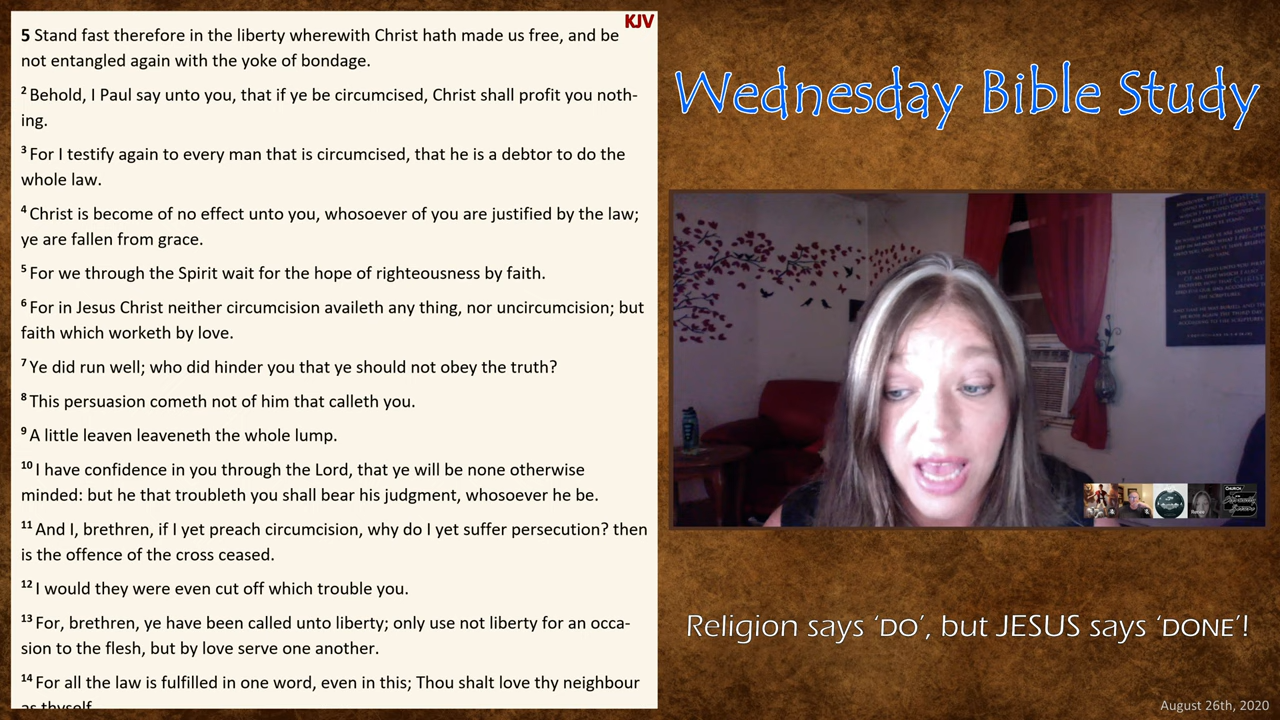 KJV
5 Stand fast therefore in the liberty wherewith Christ hath made us free, and be
not entangled again with the yoke of bondage.
2 Behold, I Paul say unto you, that if ye be circumcised, Christ shall profit you noth-
ing.
3 For I testify again to every man that is circumcised, that he is a debtor to do the
whole law.
4 Christ is become of no effect unto you, whosoever of you are justified by the law;
ye are fallen from grace.
5 For we through the Spirit wait for the hope of righteousness by faith.
6 For in Jesus Christ neither circumcision availeth any thing, nor uncircumcision; but
faith which worketh by love.
7 Ye did run well; who did hinder you that ye should not obey the truth?
8 This persuasion cometh not of him that calleth you.
9 A little leaven leaveneth the whole lump.
10 I have confidence in you through the Lord, that ye will be none otherwise
minded: but he that troubleth you shall bear his judgment, whosoever he be.
11 And I, brethren, if I yet preach circumcision, why do I yet suffer persecution? then
is the offence of the cross ceased.
12 I would they were even cut off which trouble you.
13 For, brethren, ye have been called unto liberty; only use not liberty for an occa-
sion to the flesh, but by love serve one another.
14 For all the law is fulfilled in one word, even in this; Thou shalt love thy neighbour
as thyself
Wednesday Bible Study
Religion says ‘DO’, but JESUS says ‘DONE’!
August 26th, 2020